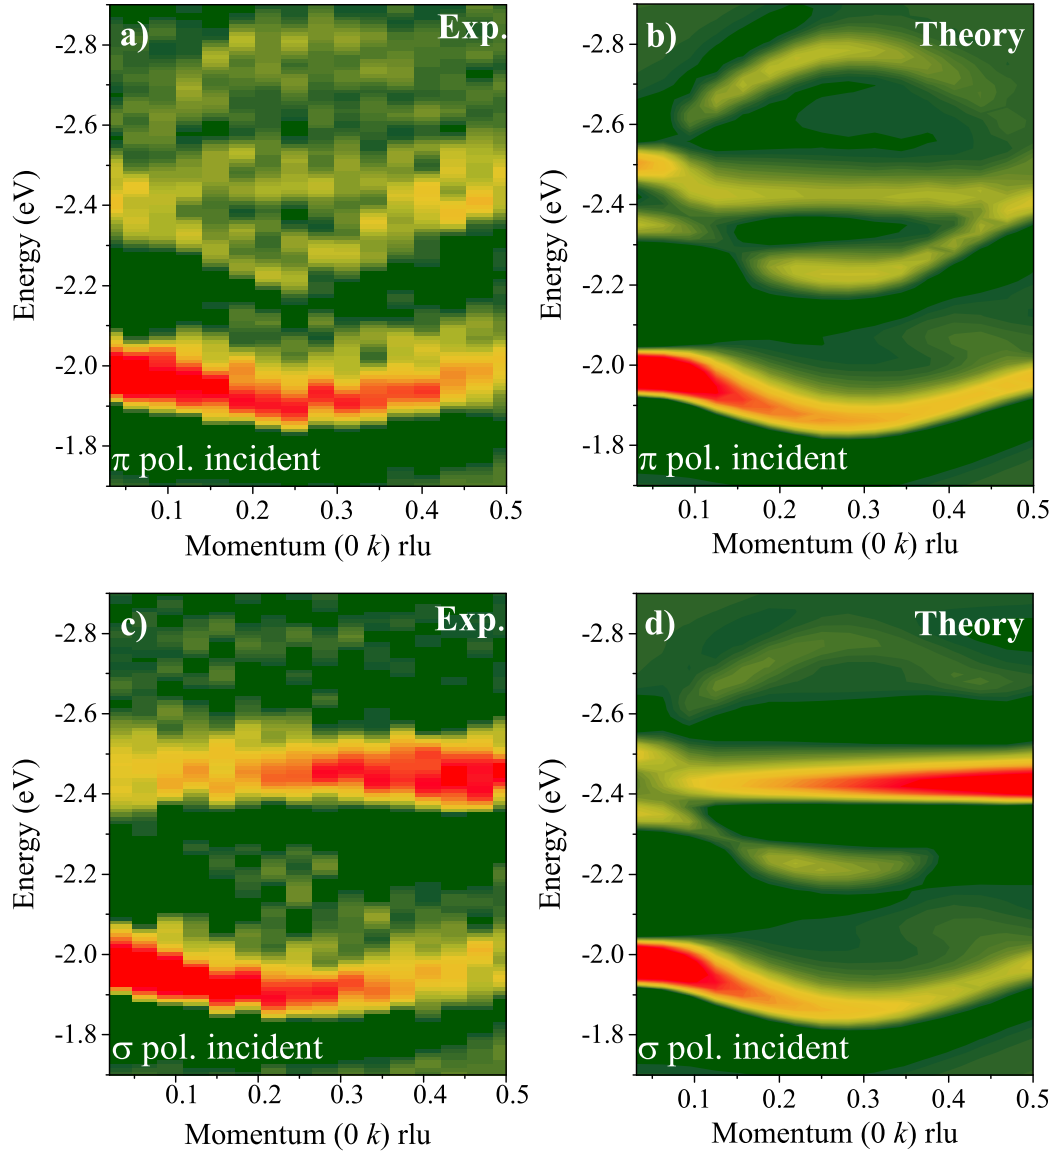 a) Exp.
Energy (eV)
-2.8
-2.6
-2.4
-2.2
-2.0
-1.8
π pol. incident
0.1 0.2 0.3 0.4 0.5
Momentum (0 k) rlu
b) Theory
Energy (eV)
-2.8
-2.6
-2.4
-2.2
-2.0
-1.8
π pol. incident
0.1 0.2 0.3 0.4 0.5
Momentum (0 k) rlu
c) Exp.
Energy (eV)
-2.8
-2.6
-2.4
-2.2
-2.0
-1.8
σ pol. incident
0.1 0.2 0.3 0.4 0.5
Momentum (0 k) rlu
d) Theory
Energy (eV)
-2.8
-2.6
-2.4
-2.2
-2.0
-1.8
σ pol. incident
0.1 0.2 0.3 0.4 0.5
Momentum (0 k) rlu